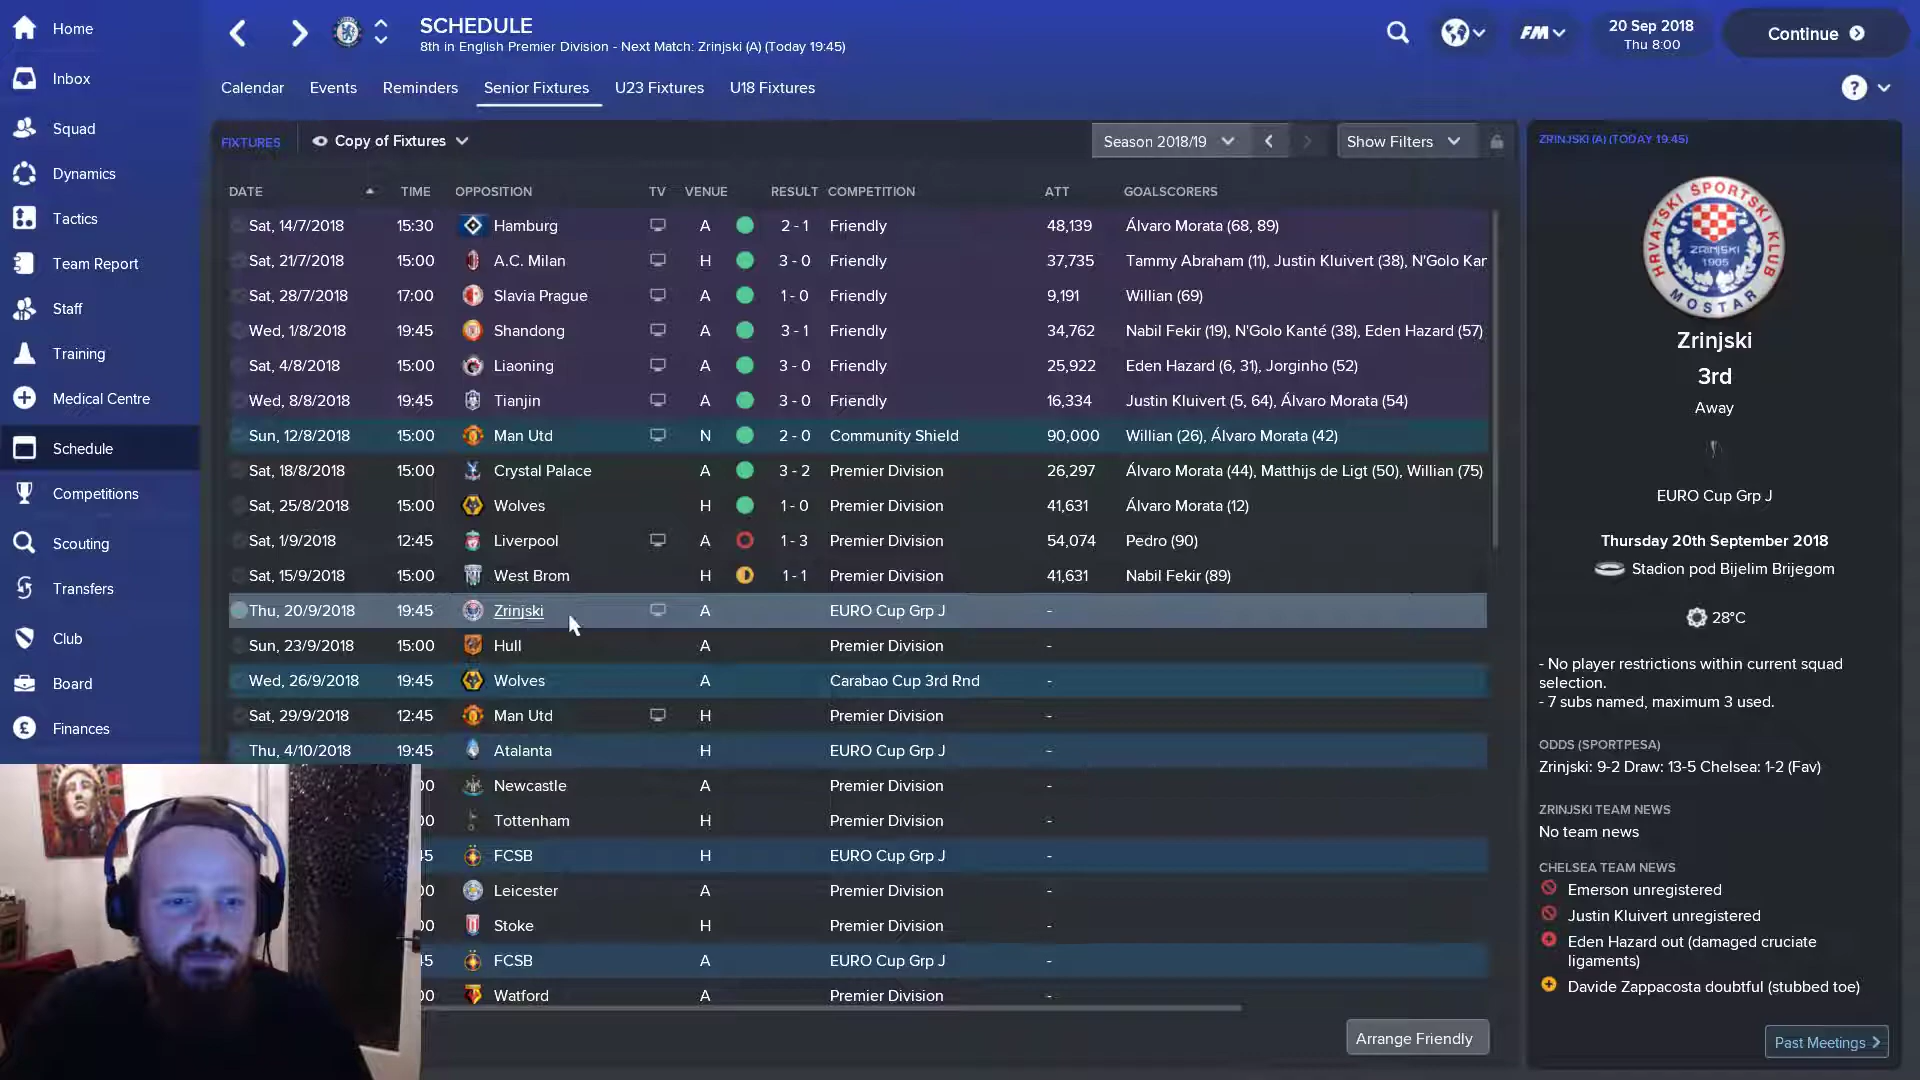 Home
Inbox
Squad
Dynamics
Tactics
Team Report
Staff
Training
Medical Centre
Schedule
Competitions
Scouting
Transfers
Club
Board
Finances
SCHEDULE
8th in English Premier Division - Next Match: Zrinjski (A) (Today 19:45)
FM
20 Sep 2018
Thu 8:00
Continue
Calendar Events Reminders Senior Fixtures U23 Fixtures U18 Fixtures
?
FIXTURES Copy of Fixtures Season 2018/19 Show Filters
DATE TIME OPPOSITION TV VENUE RESULT COMPETITION ATT GOALSCORERS
Sat, 14/7/2018 15:30 Hamburg A 2 - 1 Friendly 48,139 Álvaro Morata (68, 89)
Sat, 21/7/2018 15:00 A.C. Milan H 3 - 0 Friendly 37,735 Tammy Abraham (11), Justin Kluivert (38), N'Golo Kar
Sat, 28/7/2018 17:00 Slavia Prague A 1 - 0 Friendly 9,191 Willian (69)
Wed, 1/8/2018 19:45 Shandong A 3 - 1 Friendly 34,762 Nabil Fekir (19), N'Golo Kanté (38), Eden Hazard (57)
Sat, 4/8/2018 15:00 Liaoning A 3 - 0 Friendly 25,922 Eden Hazard (6, 31), Jorginho (52)
Wed, 8/8/2018 19:45 Tianjin A 3 - 0 Friendly 16,334 Justin Kluivert (5, 64), Álvaro Morata (54)
Sun, 12/8/2018 15:00 Man Utd N 2 - 0 Community Shield 90,000 Willian (26), Álvaro Morata (42)
Sat, 18/8/2018 15:00 Crystal Palace A 3 - 2 Premier Division 26,297 Álvaro Morata (44), Matthijs de Ligt (50), Willian (75)
Sat, 25/8/2018 15:00 Wolves H 1 - 0 Premier Division 41,631 Álvaro Morata (12)
Sat, 1/9/2018 12:45 Liverpool A 1 - 3 Premier Division 54,074 Pedro (90)
Sat, 15/9/2018 15:00 West Brom H 1 - 1 Premier Division 41,631 Nabil Fekir (89)
Thu, 20/9/2018 19:45 Zrinjski A EURO Cup Grp J -
Sun, 23/9/2018 15:00 Hull A Premier Division -
Wed, 26/9/2018 19:45 Wolves A Carabao Cup 3rd Rnd -
Sat, 29/9/2018 12:45 Man Utd H Premier Division -
Thu, 4/10/2018 19:45 Atalanta H EURO Cup Grp J -
00 Newcastle A Premier Division -
00 Tottenham H Premier Division -
45 FCSB H EURO Cup Grp J -
00 Leicester A Premier Division -
00 Stoke H Premier Division -
45 FCSB A EURO Cup Grp J -
00 Watford A Premier Division -
Arrange Friendly
ZRINJSKI (A) (TODAY 19:45)
HRVATSKI ŠPORTSKI KLUB
ZRINJSKI
1905
MOSTAR
Zrinjski
3rd
Away
EURO Cup Grp J
Thursday 20th September 2018
Stadion pod Bijelim Brijegom
28°C
- No player restrictions within current squad
selection.
- 7 subs named, maximum 3 used.
ODDS (SPORTPESA)
Zrinjski: 9-2 Draw: 13-5 Chelsea: 1-2 (Fav)
ZRINJSKI TEAM NEWS
No team news
CHELSEA TEAM NEWS
Emerson unregistered
Justin Kluivert unregistered
Eden Hazard out (damaged cruciate
ligaments)
Davide Zappacosta doubtful (stubbed toe)
Past Meetings